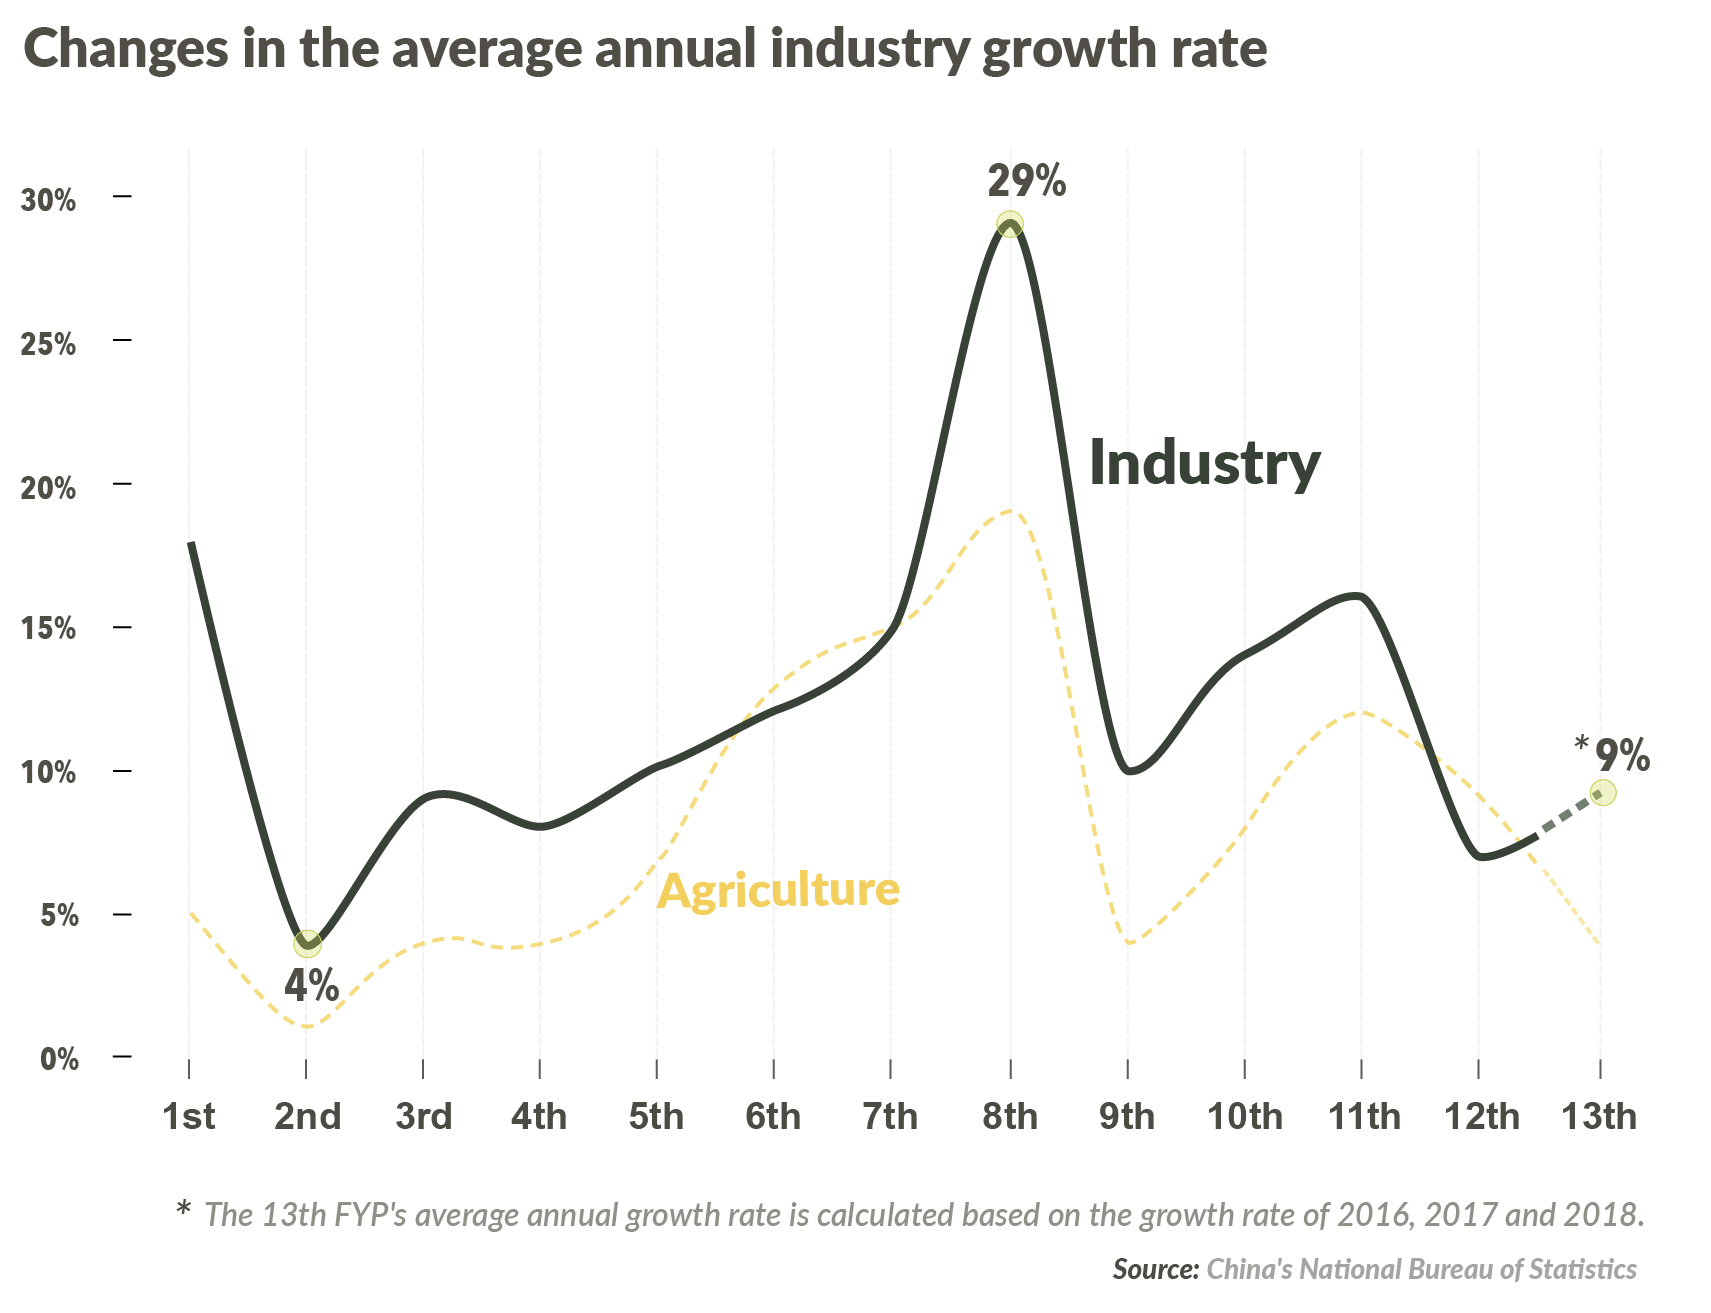 Changes in the average annual industry growth rate
30%
25%
20%
15%
10%
5%
0%
29%
Industry
*9%
Agriculture
4%
1st 2nd 3rd 4th 5th 6th 7th 8th 9th 10th 11th 12th 13th
* The 13th FYP's average annual growth rate is calculated based on the growth rate of 2016, 2017 and 2018.
Source: China's National Bureau of Statistics